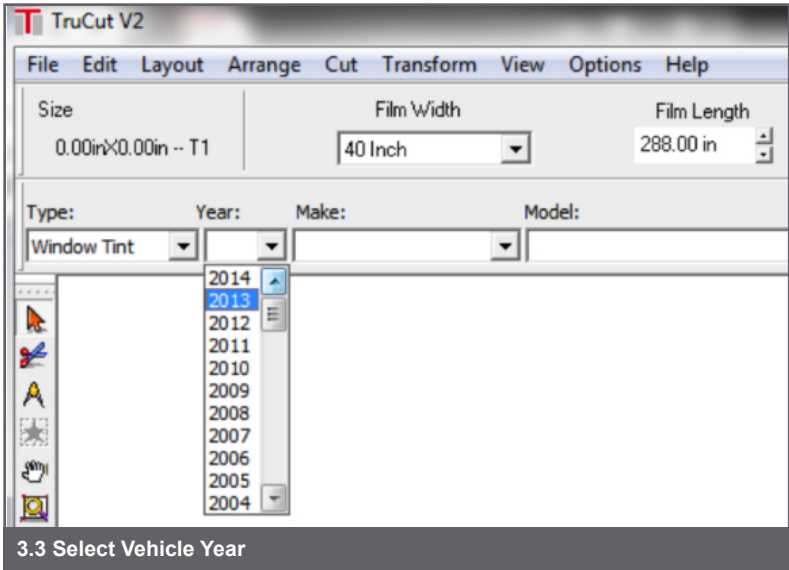 TruCut V2
File Edit Layout Arrange Cut Transform View Options Help
Size Film Width Film Length
0.00inX0.00in -- T1 40 Inch 288.00 in
Type: Year: Make: Model:
Window Tint
2014
2013
2012
2011
2010
2009
2008
2007
2006
2005
2004
3.3 Select Vehicle Year